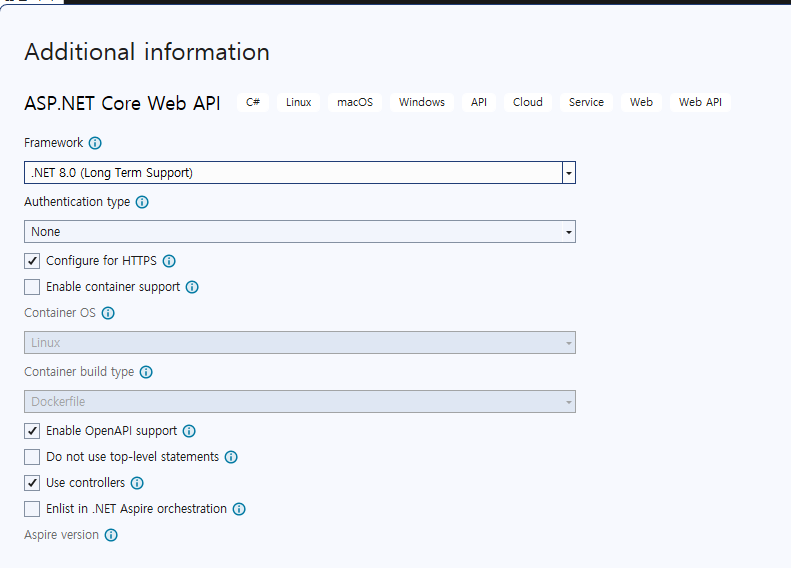 Additional information
ASP.NET Core Web API C# Linux macOS Windows API Cloud Service Web Web API
Framework
.NET 8.0 (Long Term Support)
Authentication type
None
Configure for HTTPS
Enable container support
Container OS
Linux
Container build type
Dockerfile
Enable OpenAPI support
Do not use top-level statements
Use controllers
Enlist in .NET Aspire orchestration
Aspire version